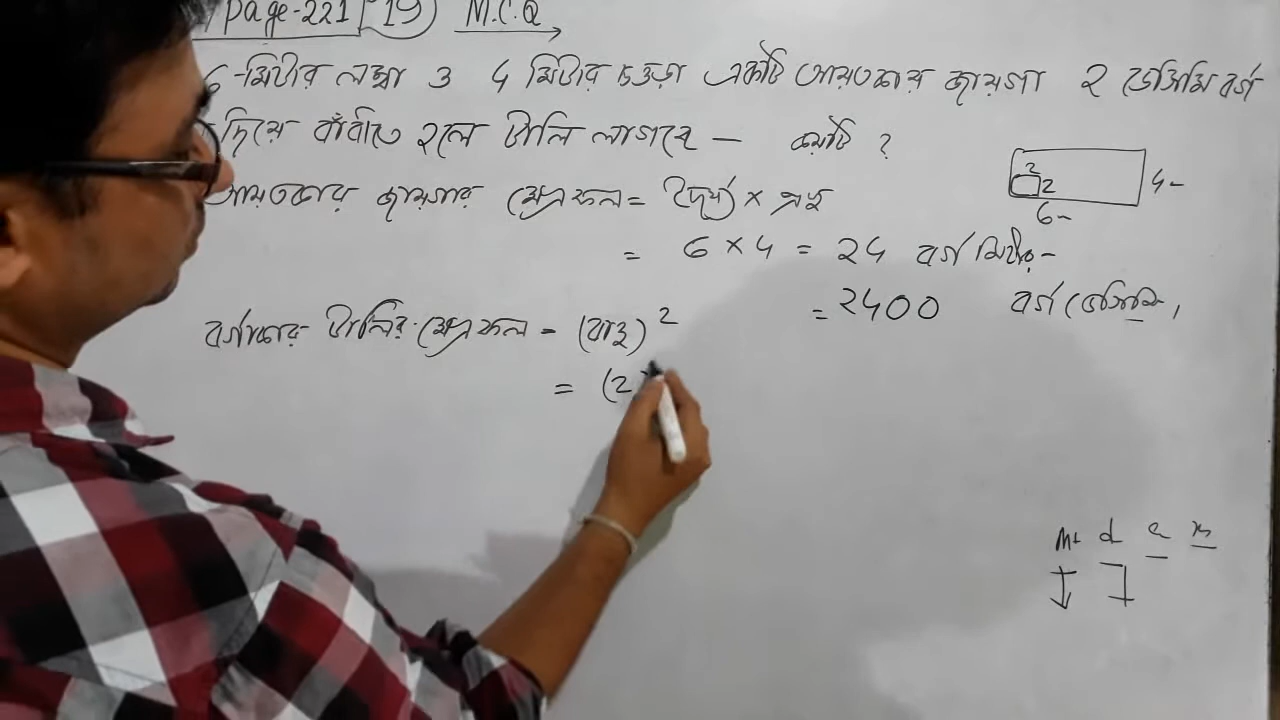 Page-221 19 M.C.Q
6-মিটার লম্বা ও 4 মিটার চওড়া একটি আয়তকার জায়গা 2 ডেসিমি বর্গ
দিয়ে বাঁধাতে হলে টালি লাগবে — কয়টি ?
আয়তকার জায়গার ক্ষেত্রফল = দৈর্ঘ্য × প্রস্থ
2
2
4
6
= 6 × 4 = 24 বর্গ মিটার
= 2400 বর্গ ডেসিমি
বর্গাকার টালির ক্ষেত্রফল = (বাহু)2
= (2